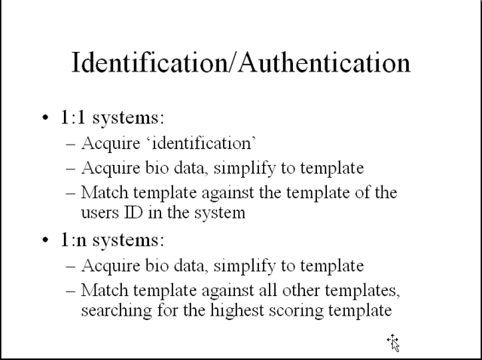 Identification/Authentication
• 1:1 systems:
– Acquire ‘identification’
– Acquire bio data, simplify to template
– Match template against the template of the
users ID in the system
• 1:n systems:
– Acquire bio data, simplify to template
– Match template against all other templates,
searching for the highest scoring template